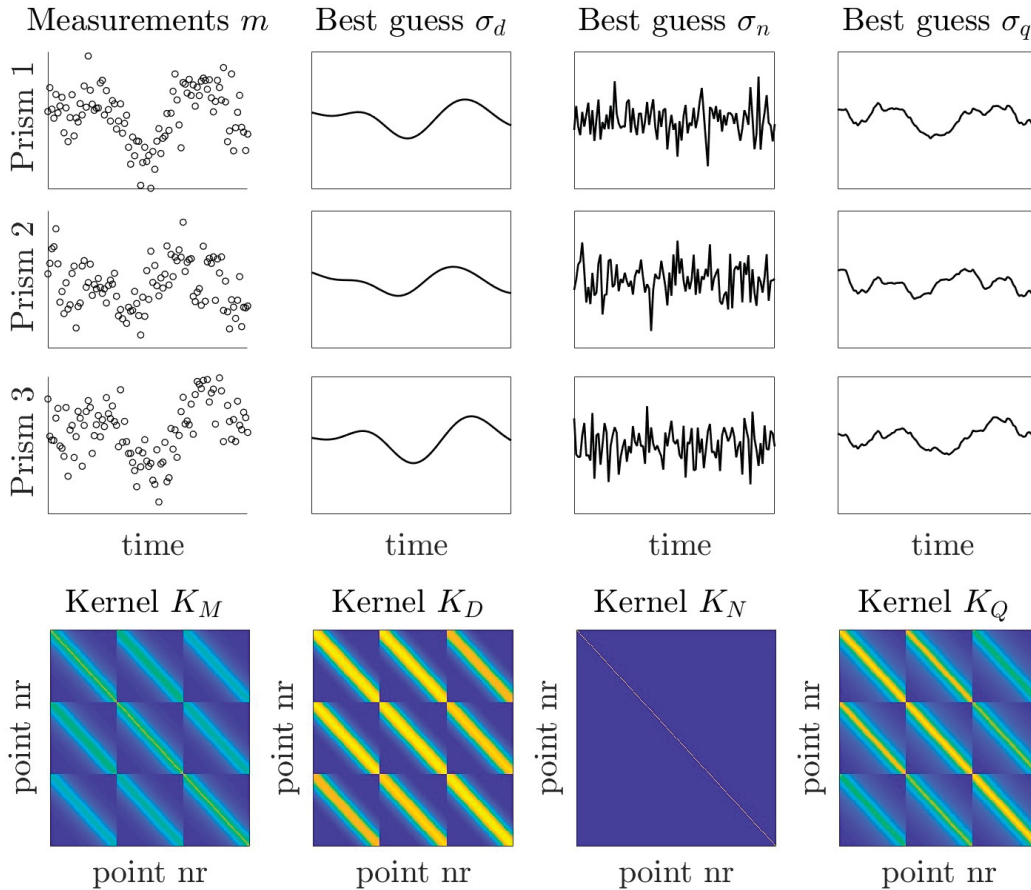 Measurements m
Best guess σd
Best guess σn
Best guess σq
Prism 1
Prism 2
Prism 3
time
time
time
time
Kernel KM
Kernel KD
Kernel KN
Kernel KQ
point nr
point nr
point nr
point nr
point nr
point nr
point nr
point nr